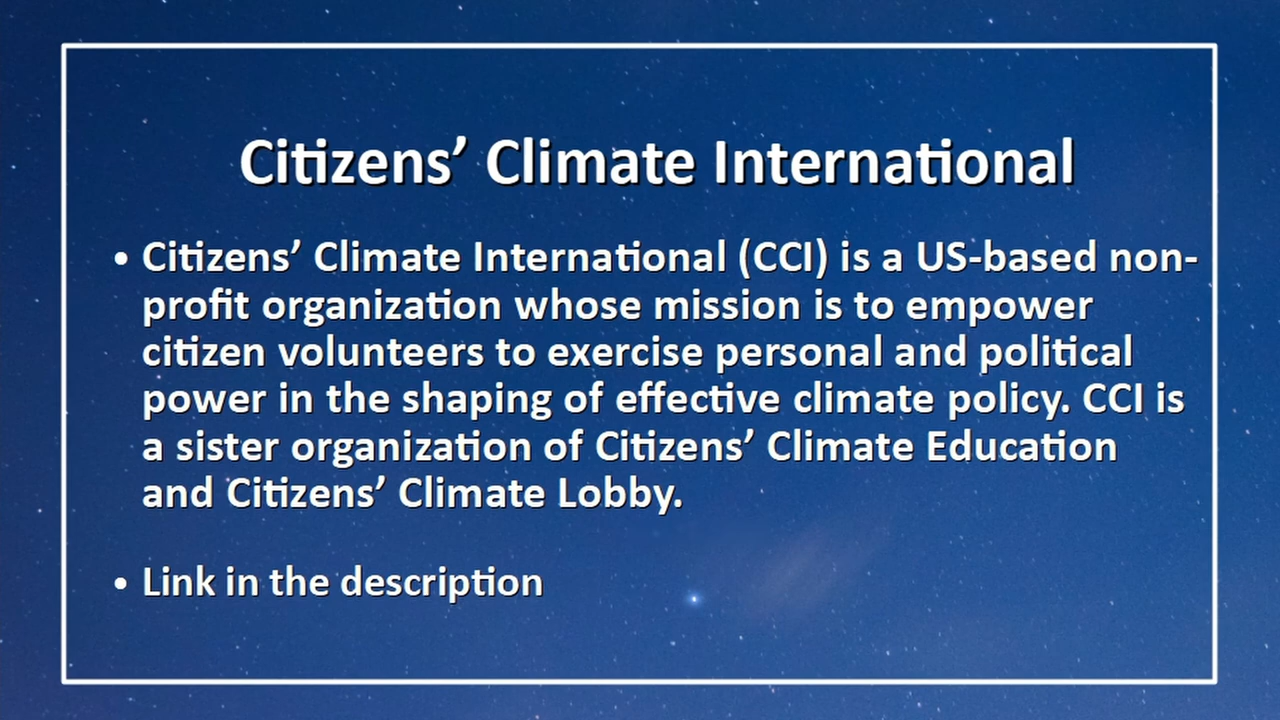 Citizens’ Climate International
• Citizens’ Climate International (CCI) is a US-based non-
profit organization whose mission is to empower
citizen volunteers to exercise personal and political
power in the shaping of effective climate policy. CCI is
a sister organization of Citizens’ Climate Education
and Citizens’ Climate Lobby.
• Link in the description